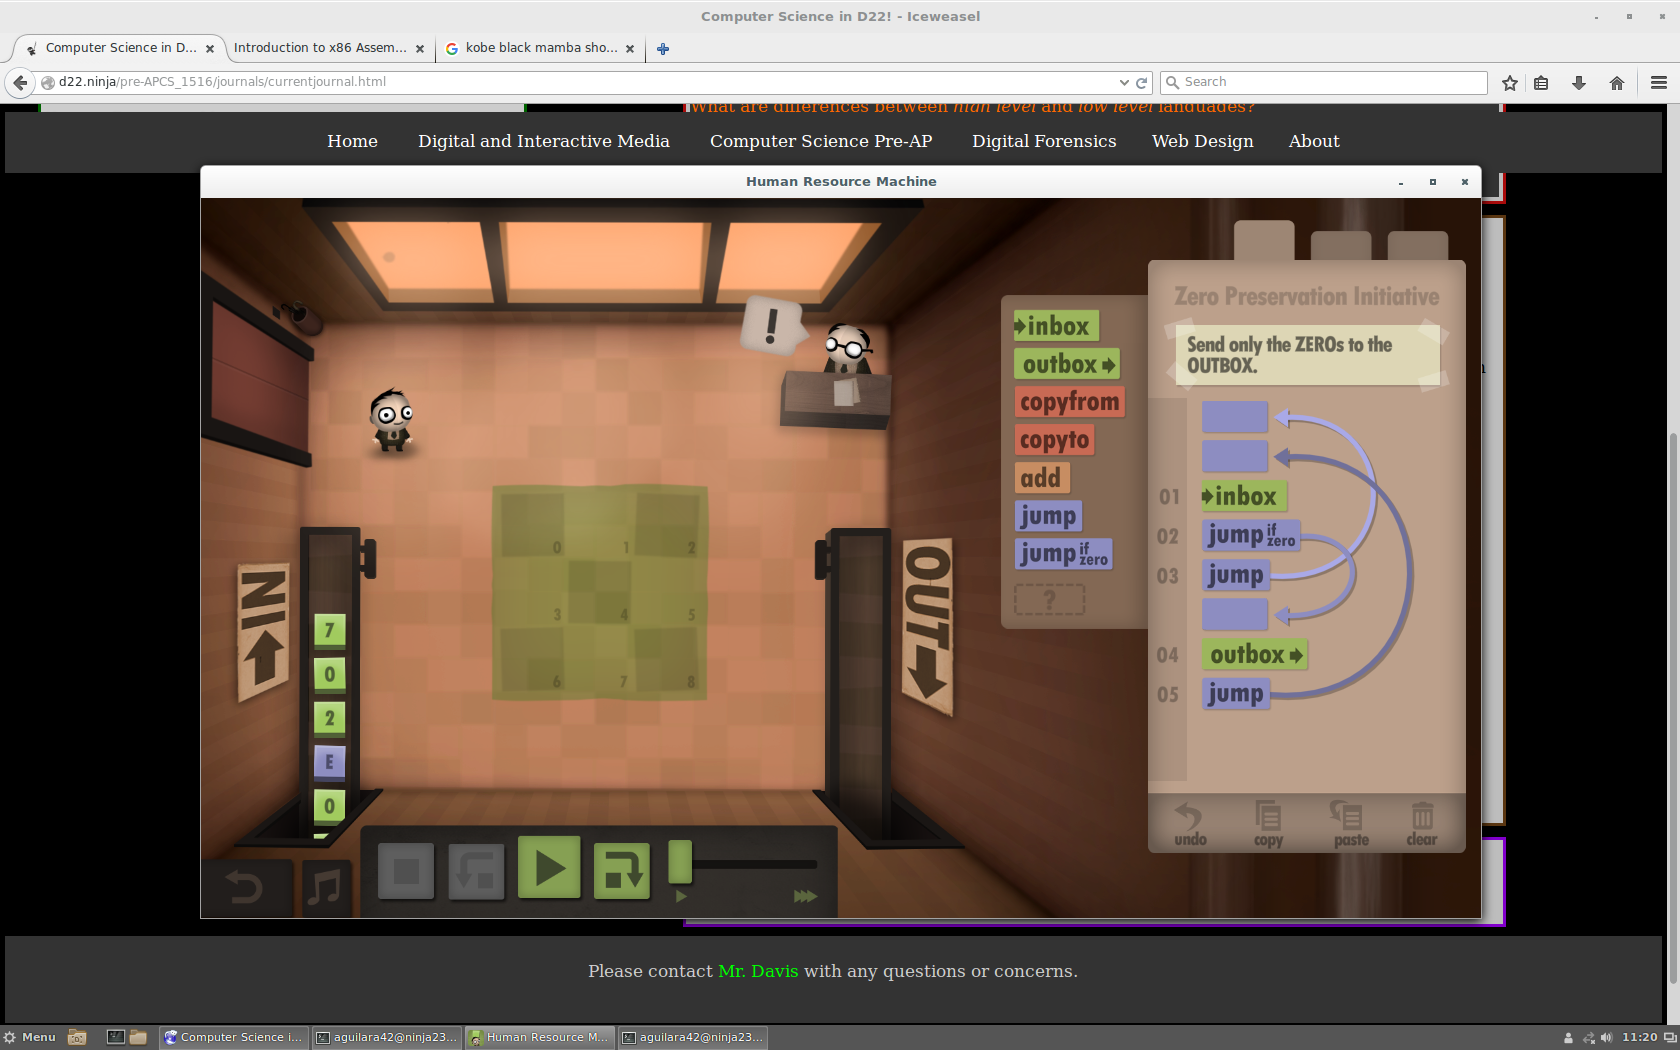 Computer Science in D22! - Iceweasel
Computer Science in D...
Introduction to x86 Assem...
kobe black mamba sho...
d22.ninja/pre-APCS_1516/journals/currentjournal.html
Search
What are differences between high level and low level languages?
Home
Digital and Interactive Media
Computer Science Pre-AP
Digital Forensics
Web Design
About
Human Resource Machine
!
IN
7
0
2
E
0
0
1
2
3
4
5
6
7
8
OUT
inbox
outbox
copyfrom
copyto
add
jump
jump if zero
?
Zero Preservation Initiative
Send only the ZEROs to the
OUTBOX.
01 inbox
02 jump if zero
03 jump
04 outbox
05 jump
undo
copy
paste
clear
Please contact Mr. Davis with any questions or concerns.
Menu
Computer Science i...
aguilara42@ninja23...
Human Resource M...
aguilara42@ninja23...
11:20